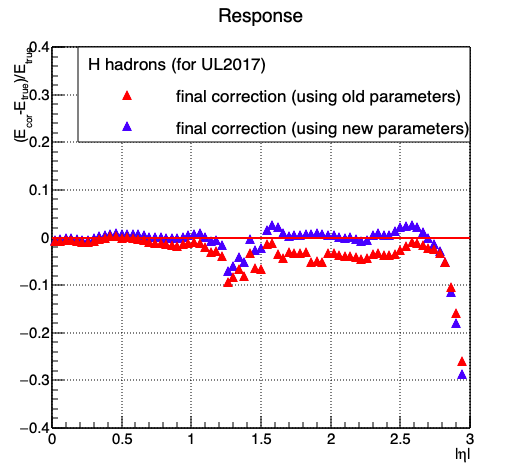 Response
(E_cor-E_true)/E_true
H hadrons (for UL2017)
final correction (using old parameters)
final correction (using new parameters)
0.4
0.3
0.2
0.1
0
−0.1
−0.2
−0.3
−0.4
0 0.5 1 1.5 2 2.5 3
|η|